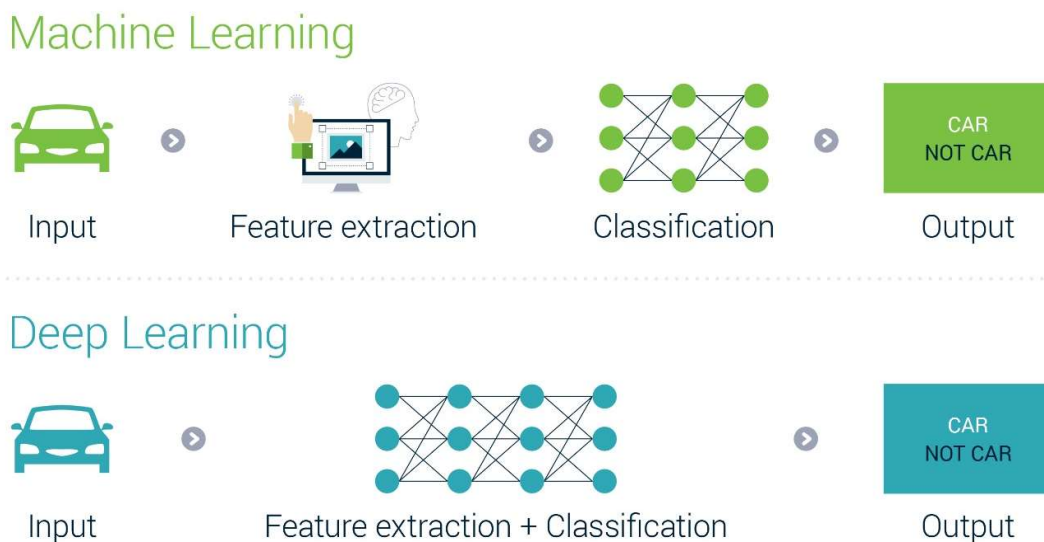 Machine Learning
CAR
NOT CAR
Input
Feature extraction
Classification
Output
Deep Learning
CAR
NOT CAR
Input
Feature extraction + Classification
Output